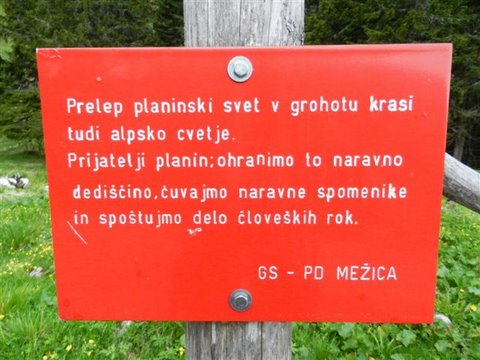 Prelep planinski svet v grohotu krasi
tudi alpsko cvetje.
Prijatelji planin;ohranimo to naravno
dediščino,čuvajmo naravne spomenike
in spoštujmo delo človeških rok.
GS - PD MEŽICA